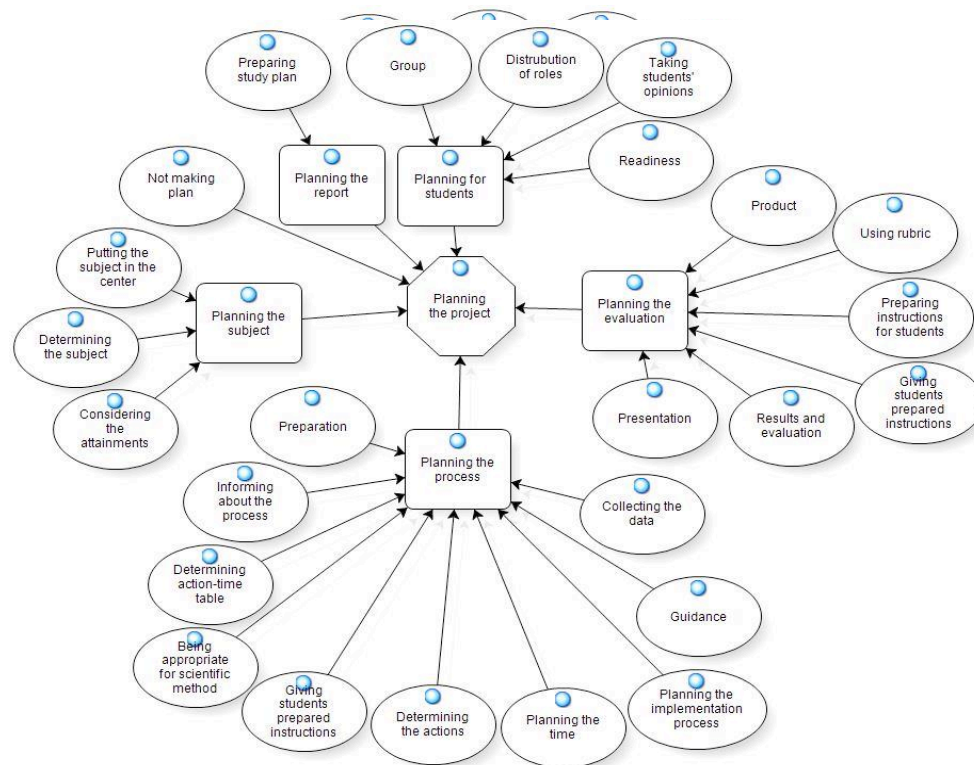 Preparing
study plan
Group
Distrubution
of roles
Taking
students'
opinions
Readiness
Not making
plan
Planning the
report
Planning for
students
Product
Using rubric
Putting the
subject in the
center
Planning the
subject
Planning
the project
Planning the
evaluation
Preparing
instructions
for students
Determining
the subject
Considering
the
attainments
Presentation
Results and
evaluation
Giving
students
prepared
instructions
Preparation
Planning the
process
Informing
about the
process
Collecting the
data
Determining
action-time
table
Guidance
Being
appropriate
for scientific
method
Giving
students
prepared
instructions
Determining
the actions
Planning the
time
Planning the
implementation
process